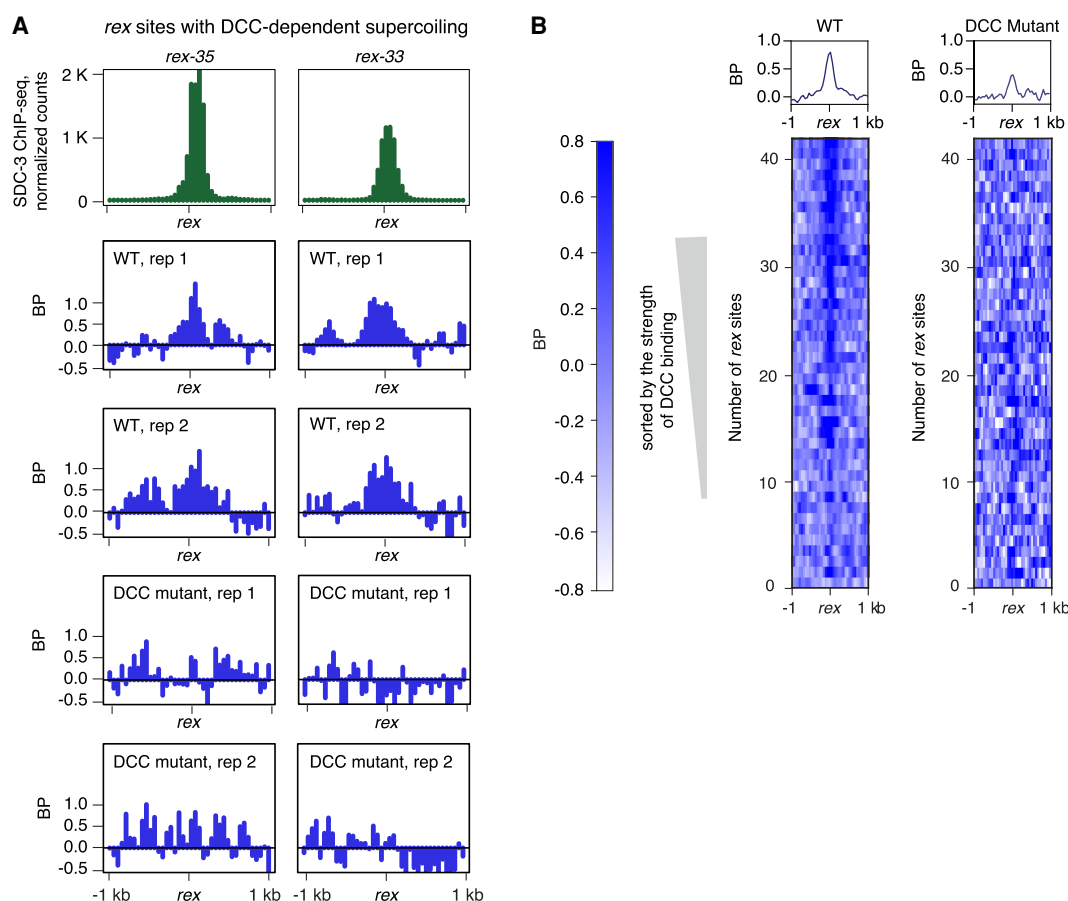 A
rex sites with DCC-dependent supercoiling
rex-35
rex-33
SDC-3 ChIP-seq,
normalized counts
2 K
1 K
0
rex
rex
BP
WT, rep 1
WT, rep 1
1.0
0.5
0.0
-0.5
rex
rex
BP
WT, rep 2
WT, rep 2
1.0
0.5
0.0
-0.5
rex
rex
BP
DCC mutant, rep 1
DCC mutant, rep 1
1.0
0.5
0.0
-0.5
rex
rex
BP
DCC mutant, rep 2
DCC mutant, rep 2
1.0
0.5
0.0
-0.5
-1 kb rex 1 kb
-1 kb rex 1 kb
B
WT
BP
1.0
0.5
0.0
-1 rex 1 kb
DCC Mutant
BP
1.0
0.5
0.0
-1 rex 1 kb
BP
0.8
0.6
0.4
0.2
0.0
-0.2
-0.4
-0.6
-0.8
sorted by the strength
of DCC binding
Number of rex sites
40
30
20
10
0
-1 rex 1 kb
Number of rex sites
40
30
20
10
0
-1 rex 1 kb